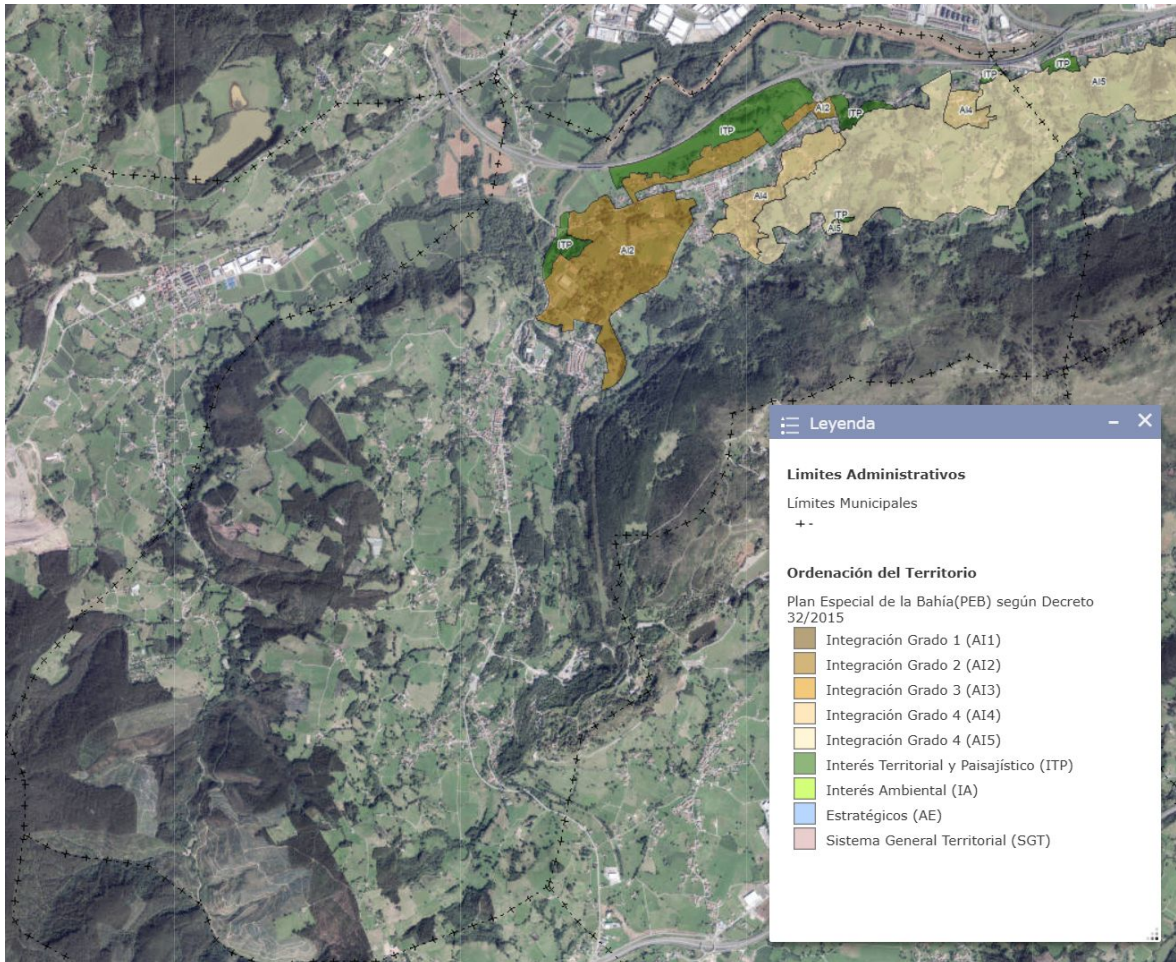 ITP
AI5
ITP
AI4
AI2
ITP
ITP
AI4
ITP
AI5
ITP
AI2
Leyenda
Limites Administrativos
Límites Municipales
Ordenación del Territorio
Plan Especial de la Bahía(PEB) según Decreto
32/2015
Integración Grado 1 (AI1)
Integración Grado 2 (AI2)
Integración Grado 3 (AI3)
Integración Grado 4 (AI4)
Integración Grado 4 (AI5)
Interés Territorial y Paisajístico (ITP)
Interés Ambiental (IA)
Estratégicos (AE)
Sistema General Territorial (SGT)